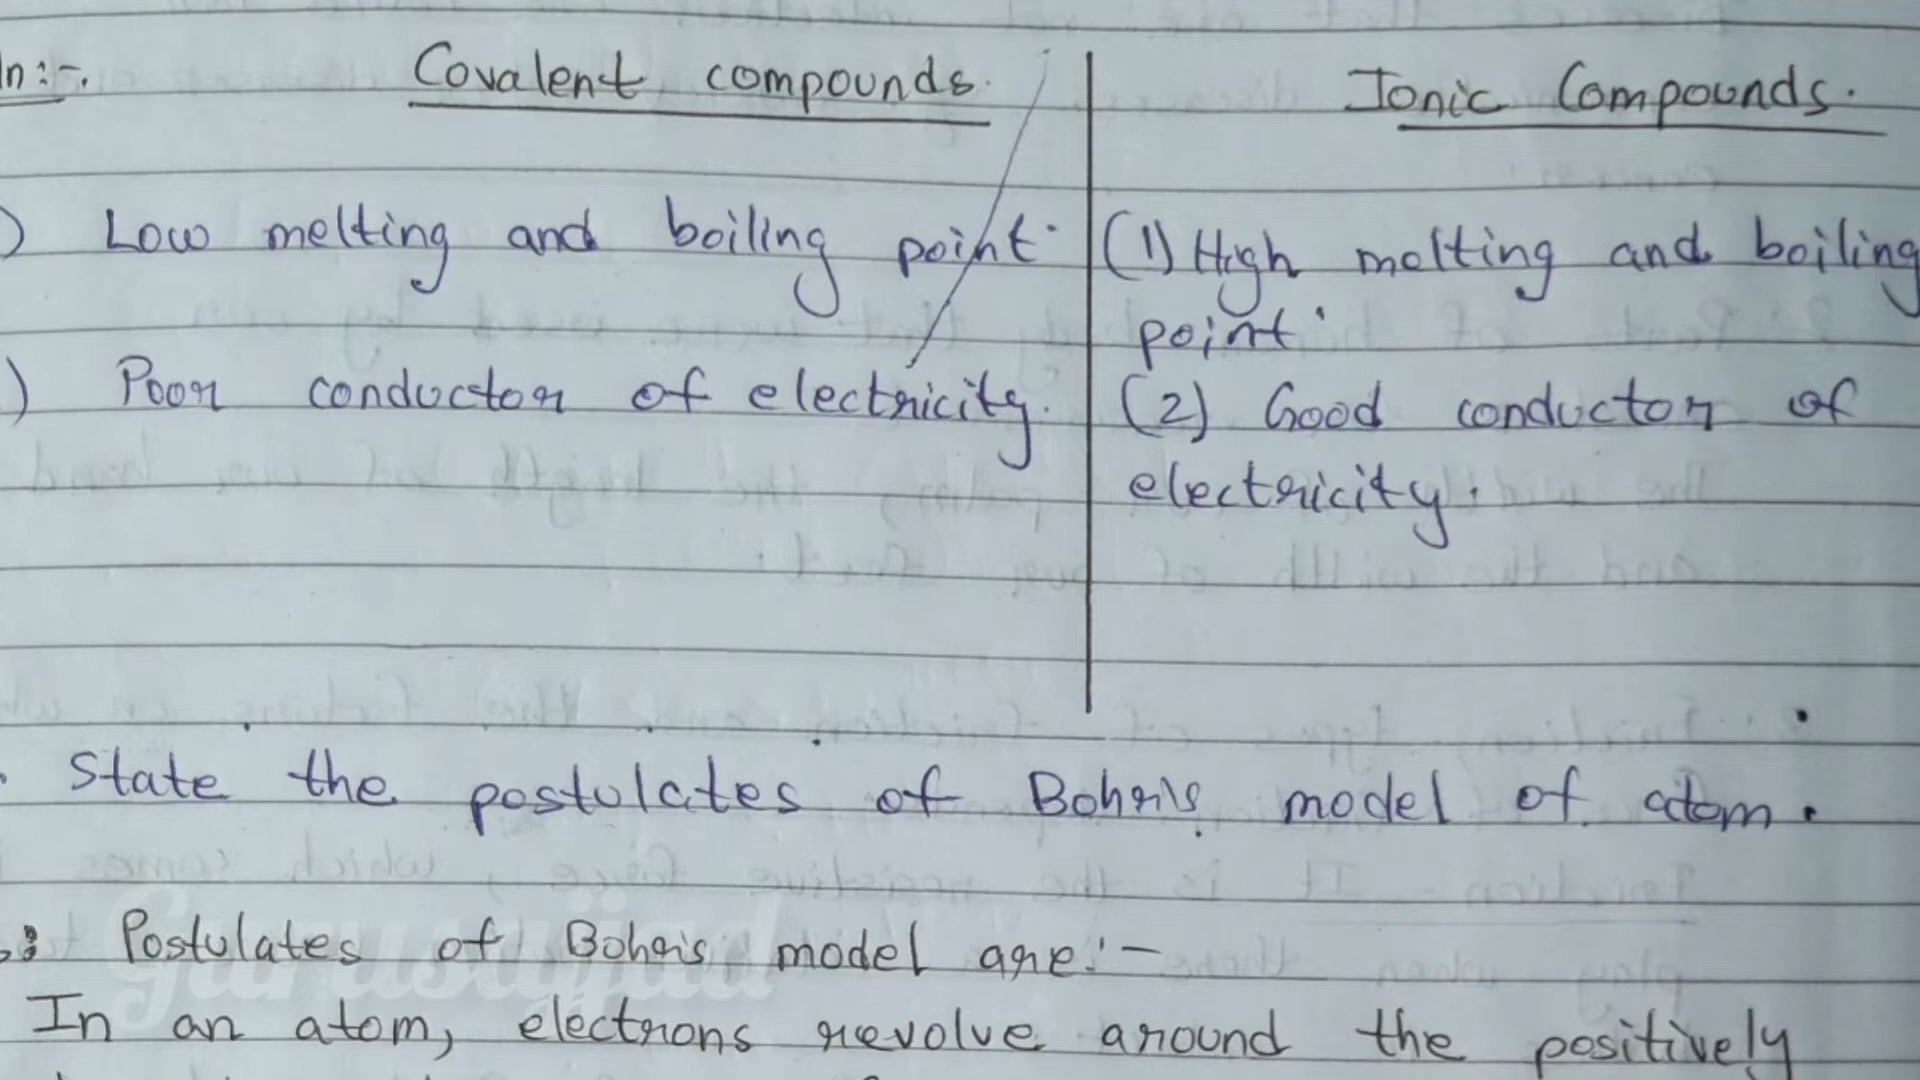 n:-. Covalent compounds. Ionic Compounds.
) Low melting and boiling point. (1) High melting and boiling
point.
) Poor conductor of electricity. (2) Good conductor of
electricity.
State the postulates of Bohr's model of atom.
: Postulates of Bohr's model are:-
In an atom, electrons revolve around the positively